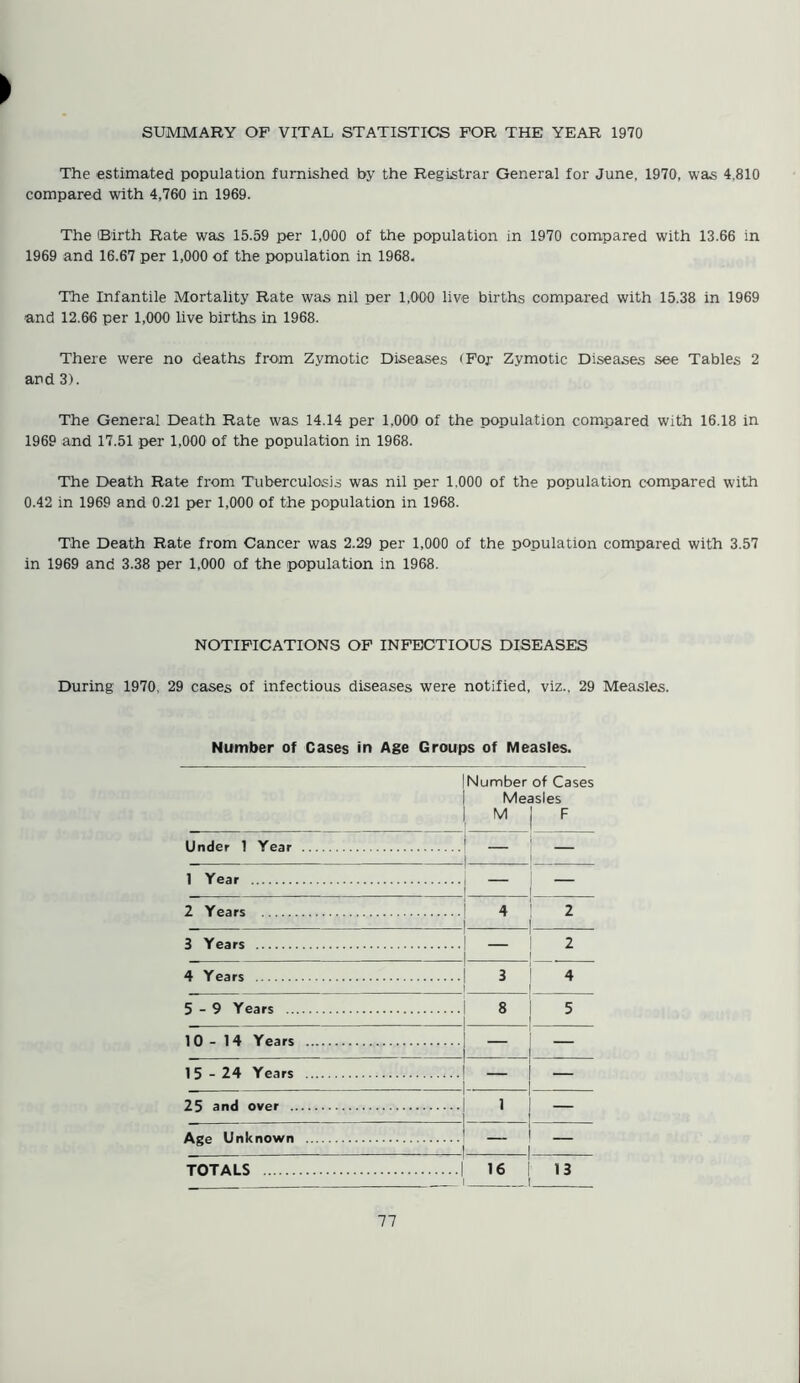 SUMMARY OF VITAL STATISTICS FOR THE YEAR 1970
The estimated population furnished by the Registrar General for June, 1970, was 4,810
compared with 4,760 in 1969.
The Birth Rate was 15.59 per 1,000 of the population in 1970 compared with 13.66 in
1969 and 16.67 per 1,000 of the population in 1968.
The Infantile Mortality Rate was nil per 1,000 live births compared with 15.38 in 1969
and 12.66 per 1,000 live births in 1968.
There were no deaths from Zymotic Diseases (For Zymotic Diseases see Tables 2
and 3).
The General Death Rate was 14.14 per 1,000 of the population compared with 16.18 in
1969 and 17.51 per 1,000 of the population in 1968.
The Death Rate from Tuberculosis was nil per 1,000 of the population compared with
0.42 in 1969 and 0.21 per 1,000 of the population in 1968.
The Death Rate from Cancer was 2.29 per 1,000 of the population compared with 3.57
in 1969 and 3.38 per 1,000 of the population in 1968.
NOTIFICATIONS OF INFECTIOUS DISEASES
During 1970, 29 cases of infectious diseases were notified, viz., 29 Measles.
Number of Cases in Age Groups of Measles.
Number of Cases
Measles
M F
Under 1 Year — —
1 Year — —
2 Years 4 2
3 Years — 2
4 Years 3 4
5 - 9 Years 8 5
10 - 14 Years — —
15 - 24 Years — —
25 and over 1 —
Age Unknown — —
TOTALS 16 13
77